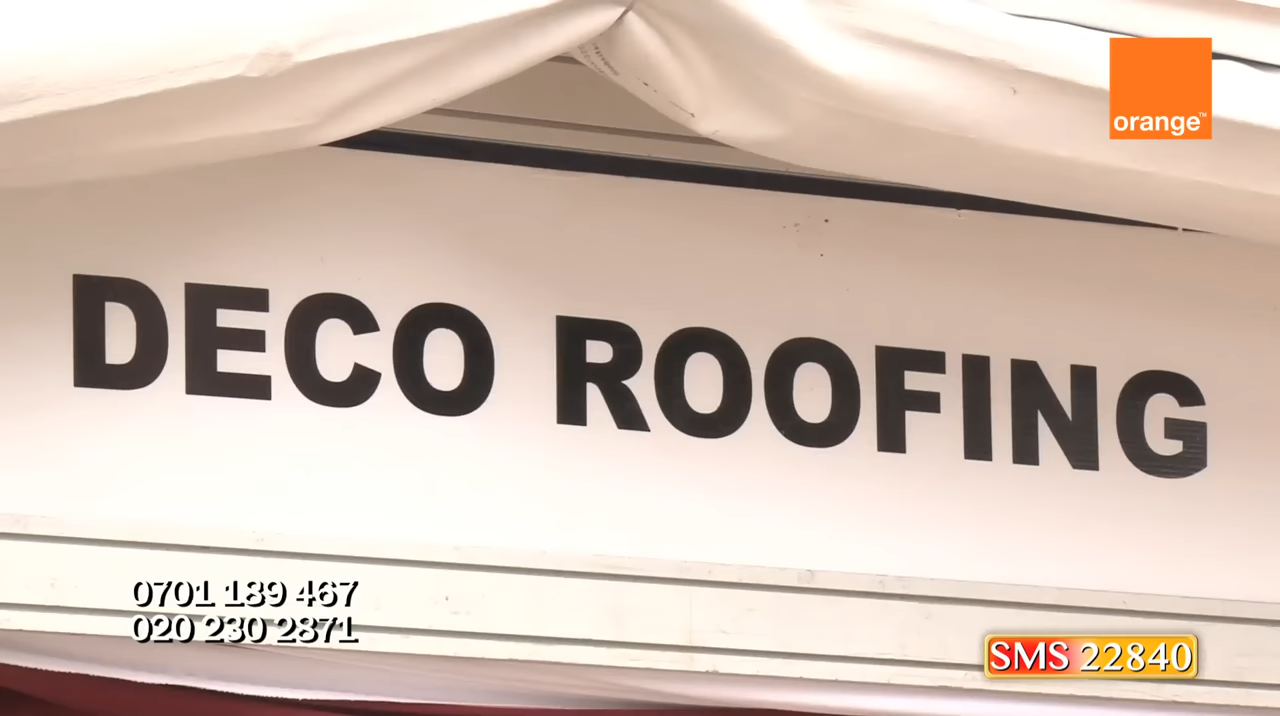 orange™
DECO ROOFING
0701 189 467
020 230 2871
SMS 22840